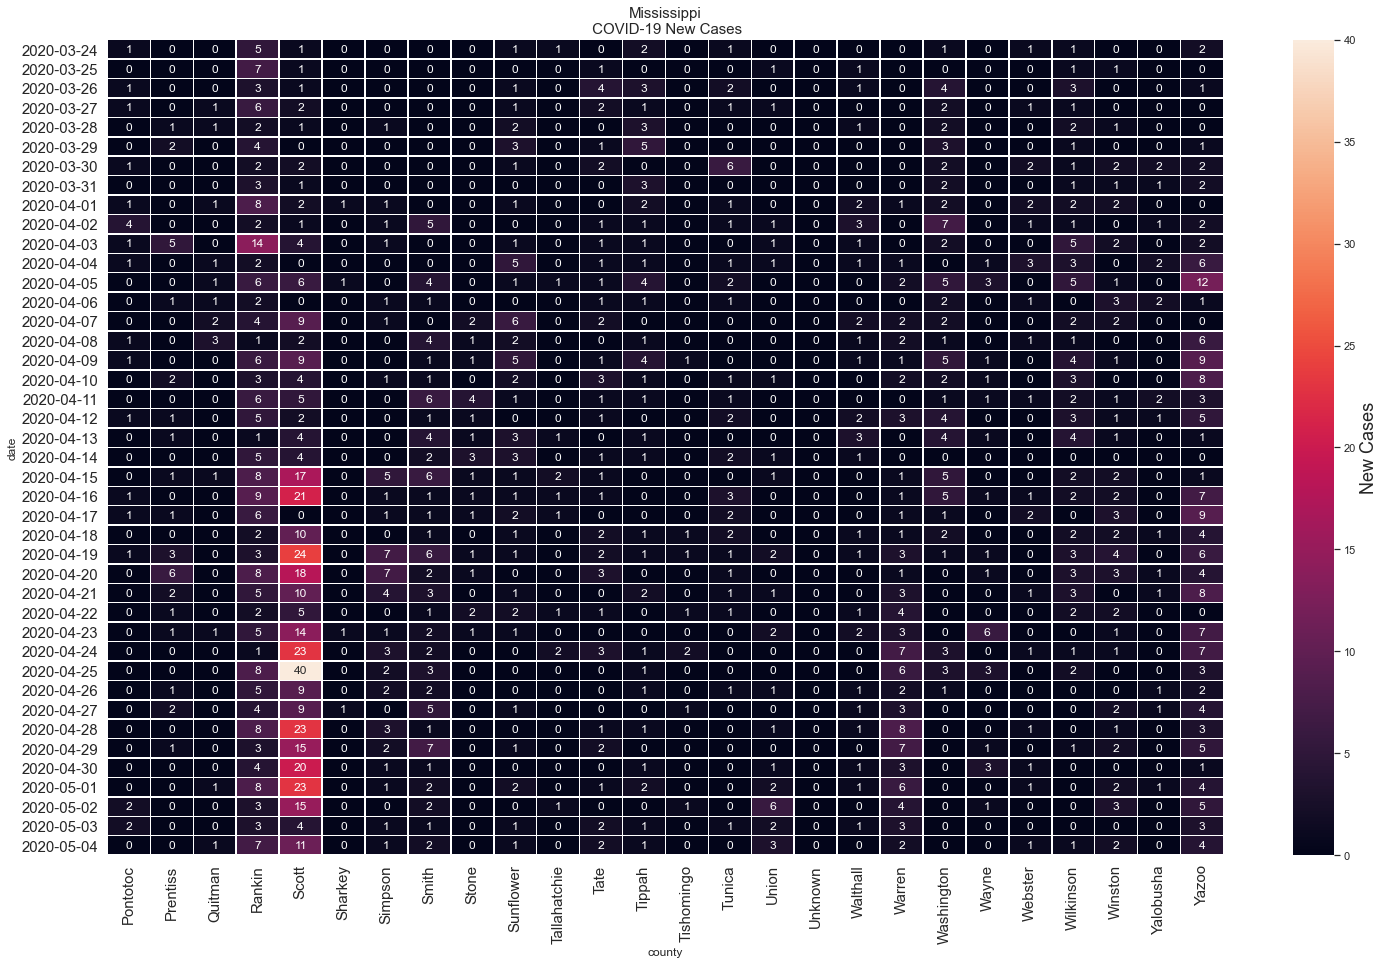 Mississippi
COVID-19 New Cases
2020-03-24 1 0 0 5 1 0 0 0 0 1 1 0 2 0 1 0 0 0 0 1 0 1 1 0 0 2
2020-03-25 0 0 0 7 1 0 0 0 0 0 0 1 0 0 0 1 0 1 0 0 0 0 1 1 0 0
2020-03-26 1 0 0 3 1 0 0 0 0 1 0 4 3 0 2 0 0 1 0 4 0 0 3 0 0 1
2020-03-27 1 0 1 6 2 0 0 0 0 1 0 2 1 0 1 1 0 0 0 2 0 1 1 0 0 0
2020-03-28 0 1 1 2 1 0 1 0 0 2 0 0 3 0 0 0 0 1 0 2 0 0 2 1 0 0
2020-03-29 0 2 0 4 0 0 0 0 0 3 0 1 5 0 0 0 0 0 0 3 0 0 1 0 0 1
2020-03-30 1 0 0 2 2 0 0 0 0 1 0 2 0 0 6 0 0 0 0 2 0 2 1 2 2 2
2020-03-31 0 0 0 3 1 0 0 0 0 0 0 0 3 0 0 0 0 0 0 2 0 0 1 1 1 2
2020-04-01 1 0 1 8 2 1 1 0 0 1 0 0 2 0 1 0 0 2 1 2 0 2 2 2 0 0
2020-04-02 4 0 0 2 1 0 1 5 0 0 0 1 1 0 1 1 0 3 0 7 0 1 1 0 1 2
2020-04-03 1 5 0 14 4 0 1 0 0 1 0 1 1 0 0 1 0 1 0 2 0 0 5 2 0 2
2020-04-04 1 0 1 2 0 0 0 0 0 5 0 1 1 0 1 1 0 1 1 0 1 3 3 0 2 6
2020-04-05 0 0 1 6 6 1 0 4 0 1 1 1 4 0 2 0 0 0 2 5 3 0 5 1 0 12
2020-04-06 0 1 1 2 0 0 1 1 0 0 0 1 1 0 1 0 0 0 0 2 0 1 0 3 2 1
2020-04-07 0 0 2 4 9 0 1 0 2 6 0 2 0 0 0 0 0 2 2 2 0 0 2 2 0 0
2020-04-08 1 0 3 1 2 0 0 4 1 2 0 0 1 0 0 0 0 1 2 1 0 1 1 0 0 6
2020-04-09 1 0 0 6 9 0 0 1 1 5 0 1 4 1 0 0 0 1 1 5 1 0 4 1 0 9
2020-04-10 0 2 0 3 4 0 1 1 0 2 0 3 1 0 1 1 0 0 2 2 1 0 3 0 0 8
2020-04-11 0 0 0 6 5 0 0 6 4 1 0 1 1 0 1 0 0 0 0 1 1 1 2 1 2 3
2020-04-12 1 1 0 5 2 0 0 1 1 0 0 0 0 0 2 0 0 2 3 4 0 0 3 1 1 5
2020-04-13 0 1 0 1 4 0 0 4 1 3 1 0 1 0 0 0 0 3 0 4 1 0 4 1 0 1
2020-04-14 0 0 0 5 4 0 0 2 3 3 0 1 1 0 2 1 0 1 0 0 0 0 0 0 0 0
2020-04-15 0 1 1 8 17 0 5 6 1 1 2 1 0 0 0 1 0 0 1 5 0 0 2 2 0 1
2020-04-16 1 0 0 9 21 0 1 1 1 1 1 1 0 0 3 0 0 0 1 5 1 1 2 2 0 7
2020-04-17 1 1 0 6 0 0 1 1 1 2 1 0 0 0 2 0 0 0 1 1 0 2 0 3 0 9
2020-04-18 0 0 0 2 10 0 0 1 0 1 0 2 1 1 2 0 0 1 1 2 0 0 2 2 1 4
2020-04-19 1 3 0 3 24 0 7 6 1 1 0 2 1 1 1 2 0 1 3 1 1 0 3 4 0 6
2020-04-20 0 6 0 8 18 0 7 2 1 0 0 3 0 0 1 0 0 0 1 0 1 0 3 3 1 4
2020-04-21 0 2 0 5 10 0 4 3 0 1 0 0 2 0 1 1 0 0 3 0 0 1 3 0 1 8
2020-04-22 0 1 0 2 5 0 0 1 2 2 1 1 0 1 1 0 0 1 4 0 0 0 2 2 0 0
2020-04-23 0 1 1 5 14 1 1 2 1 1 0 0 0 0 0 2 0 2 3 0 6 0 0 1 0 7
2020-04-24 0 0 0 1 23 0 3 2 0 0 2 3 1 2 0 0 0 0 7 3 0 1 1 1 0 7
2020-04-25 0 0 0 8 40 0 2 3 0 0 0 0 1 0 0 0 0 0 6 3 3 0 2 0 0 3
2020-04-26 0 1 0 5 9 0 2 2 0 0 0 0 1 0 1 1 0 1 2 1 0 0 0 0 1 2
2020-04-27 0 2 0 4 9 1 0 5 0 1 0 0 0 1 0 0 0 1 3 0 0 0 0 2 1 4
2020-04-28 0 0 0 8 23 0 3 1 0 0 0 1 1 0 0 1 0 1 8 0 0 1 0 1 0 3
2020-04-29 0 1 0 3 15 0 2 7 0 1 0 2 0 0 0 0 0 0 7 0 1 0 1 2 0 5
2020-04-30 0 0 0 4 20 0 1 1 0 0 0 0 1 0 0 1 0 1 3 0 3 1 0 0 0 1
2020-05-01 0 0 1 8 23 0 1 2 0 2 0 1 2 0 0 2 0 1 6 0 0 1 0 2 1 4
2020-05-02 2 0 0 3 15 0 0 2 0 0 1 0 0 1 0 6 0 0 4 0 1 0 0 3 0 5
2020-05-03 2 0 0 3 4 0 1 1 0 1 0 2 1 0 1 2 0 1 3 0 0 0 0 0 0 3
2020-05-04 0 0 1 7 11 0 1 2 0 1 0 2 1 0 0 3 0 0 2 0 0 1 1 2 0 4
date
Pontotoc Prentiss Quitman Rankin Scott Sharkey Simpson Smith Stone Sunflower Tallahatchie Tate Tippah Tishomingo Tunica Union Unknown Walthall Warren Washington Wayne Webster Wilkinson Winston Yalobusha Yazoo
county
40
35
30
25
20
15
10
5
0
New Cases